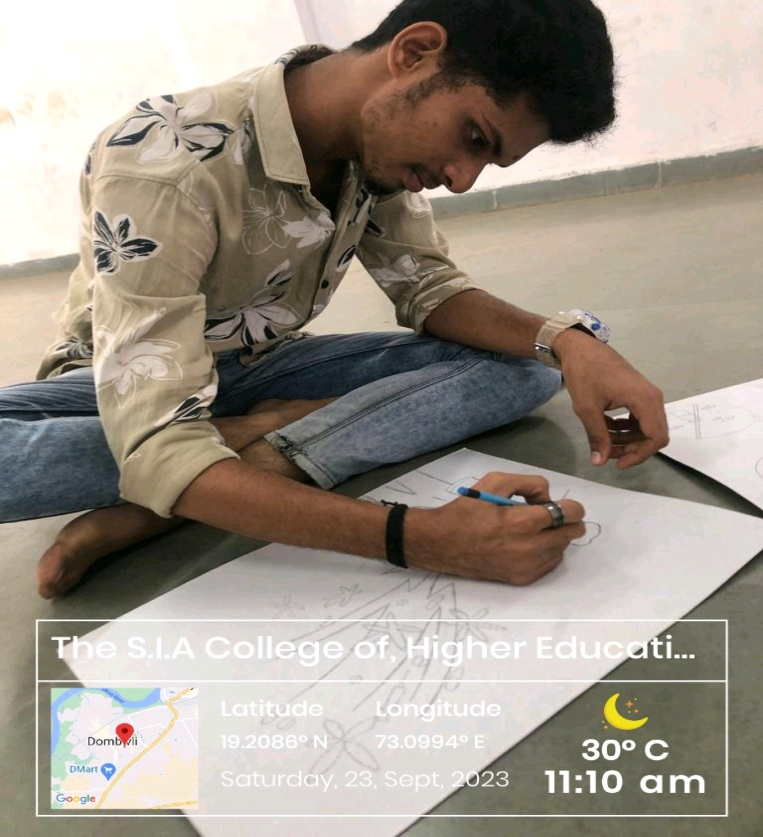 The S.I.A College of, Higher Educati...
Latitude
Longitude
19.2086° N
73.0994° E
Saturday, 23, Sept, 2023
30° C
11:10 am
Dombivli
DMart
Google